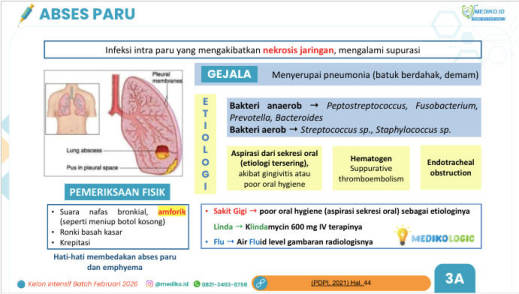 ABSES PARU
MEDIKO.ID
Infeksi intra paru yang mengakibatkan nekrosis jaringan, mengalami supurasi
Pleural membranes
Lung abscess
Pus in pleural space
GEJALA
Menyerupai pneumonia (batuk berdahak, demam)
ETIOLOGI
Bakteri anaerob → Peptostreptococcus, Fusobacterium,
Prevotella, Bacteroides
Bakteri aerob → Streptococcus sp., Staphylococcus sp.
Aspirasi dari sekresi oral
(etiologi tersering),
akibat gingivitis atau
poor oral hygiene
Hematogen
Suppurative
thromboembolism
Endotracheal
obstruction
PEMERIKSAAN FISIK
• Suara nafas bronkial, amforik
(seperti meniup botol kosong)
• Ronki basah kasar
• Krepitasi
Hati-hati membedakan abses paru
dan emphyema
• Sakit Gigi → poor oral hygiene (aspirasi sekresi oral) sebagai etiologinya
Linda → Klindamycin 600 mg IV terapinya
• Flu → Air Fluid level gambaran radiologisnya
MEDIKOLOGIC
Kelon Intensif Batch Februari 2026
@mediko.id
0821-3493-6758
(PDPI, 2021) Hal. 44
3A